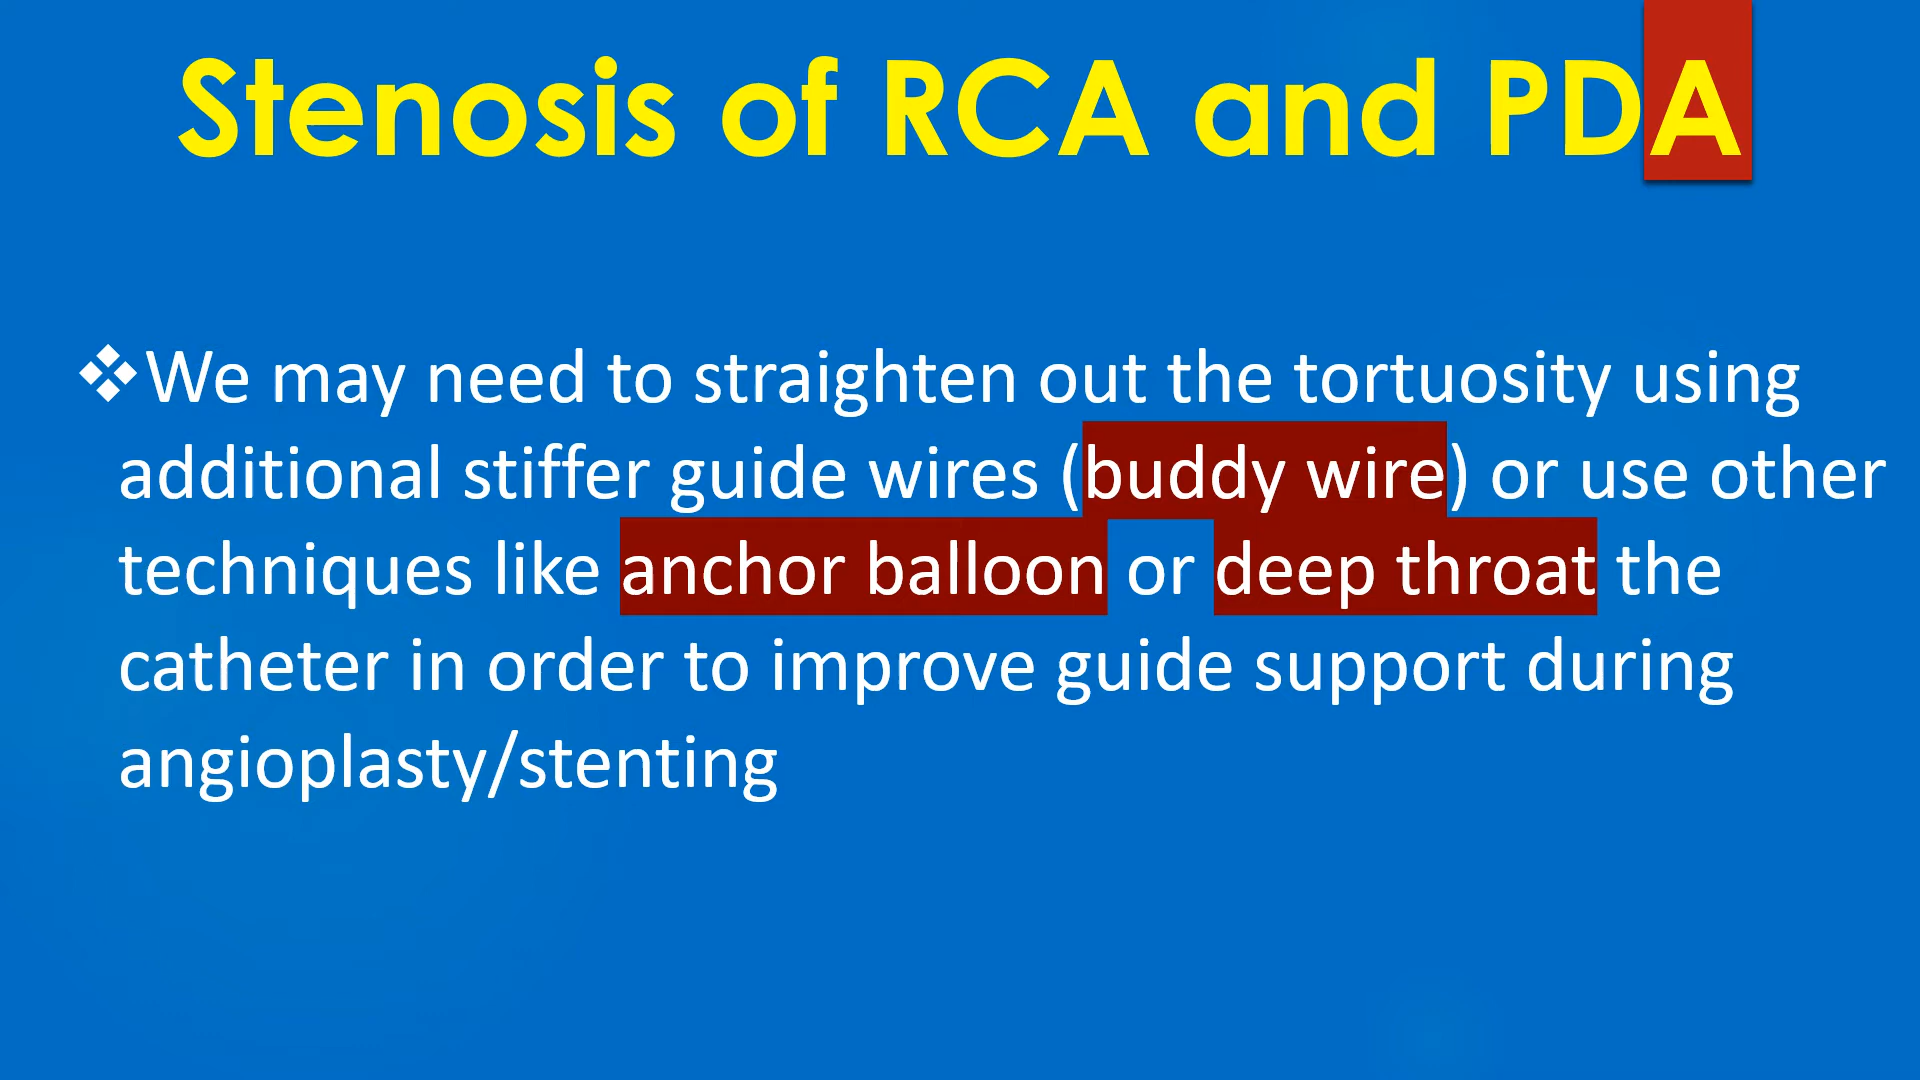 Stenosis of RCA and PDA
❖We may need to straighten out the tortuosity using
additional stiffer guide wires (buddy wire) or use other
techniques like anchor balloon or deep throat the
catheter in order to improve guide support during
angioplasty/stenting